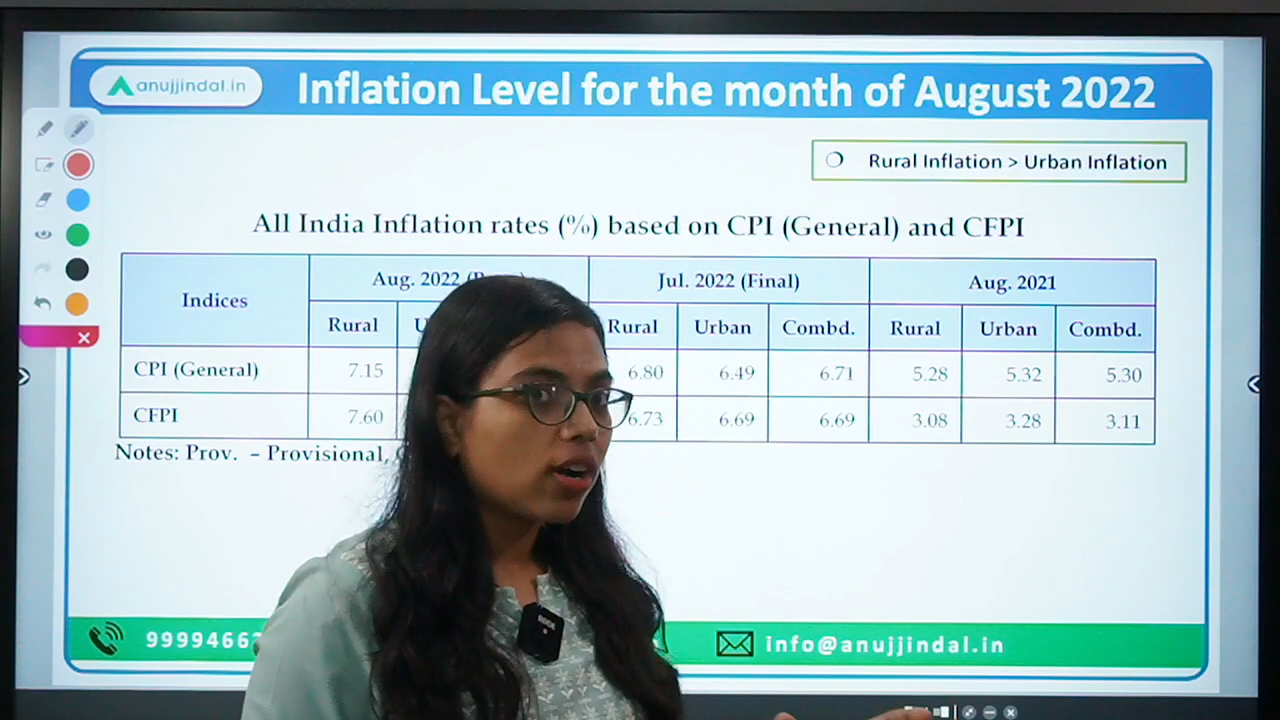 anujjindal.in
Inflation Level for the month of August 2022
Rural Inflation > Urban Inflation
All India Inflation rates (%) based on CPI (General) and CFPI
Indices Aug. 2022 Jul. 2022 (Final) Aug. 2021
Rural Rural Urban Combd. Rural Urban Combd.
CPI (General) 7.15 6.80 6.49 6.71 5.28 5.32 5.30
CFPI 7.60 6.73 6.69 6.69 3.08 3.28 3.11
Notes: Prov. – Provisional,
9999466 info@anujjindal.in